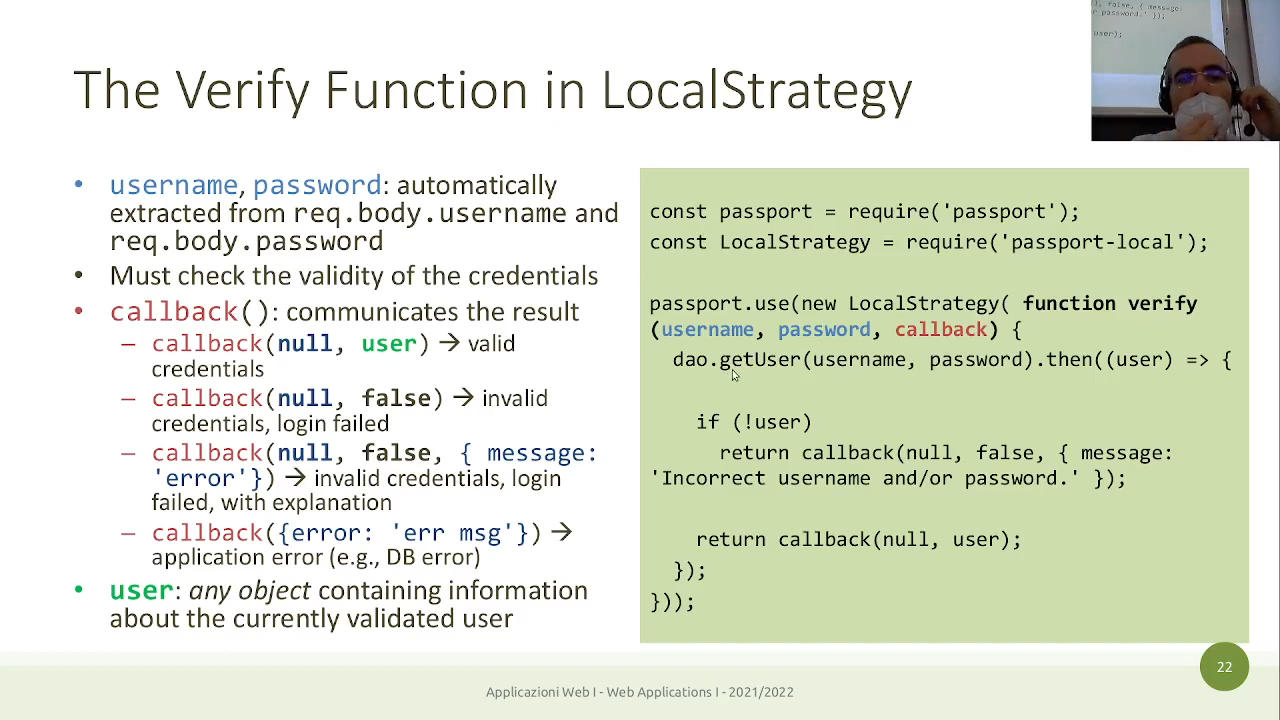 The Verify Function in LocalStrategy
• username, password: automatically
extracted from req.body.username and
req.body.password
• Must check the validity of the credentials
• callback(): communicates the result
– callback(null, user) → valid
credentials
– callback(null, false) → invalid
credentials, login failed
– callback(null, false, { message:
'error'}) → invalid credentials, login
failed, with explanation
– callback({error: 'err msg'}) →
application error (e.g., DB error)
• user: any object containing information
about the currently validated user
const passport = require('passport');
const LocalStrategy = require('passport-local');
passport.use(new LocalStrategy( function verify
(username, password, callback) {
dao.getUser(username, password).then((user) => {
if (!user)
return callback(null, false, { message:
'Incorrect username and/or password.' });
return callback(null, user);
});
}));
22
Applicazioni Web I - Web Applications I - 2021/2022
false, { message:
password.' });
user);